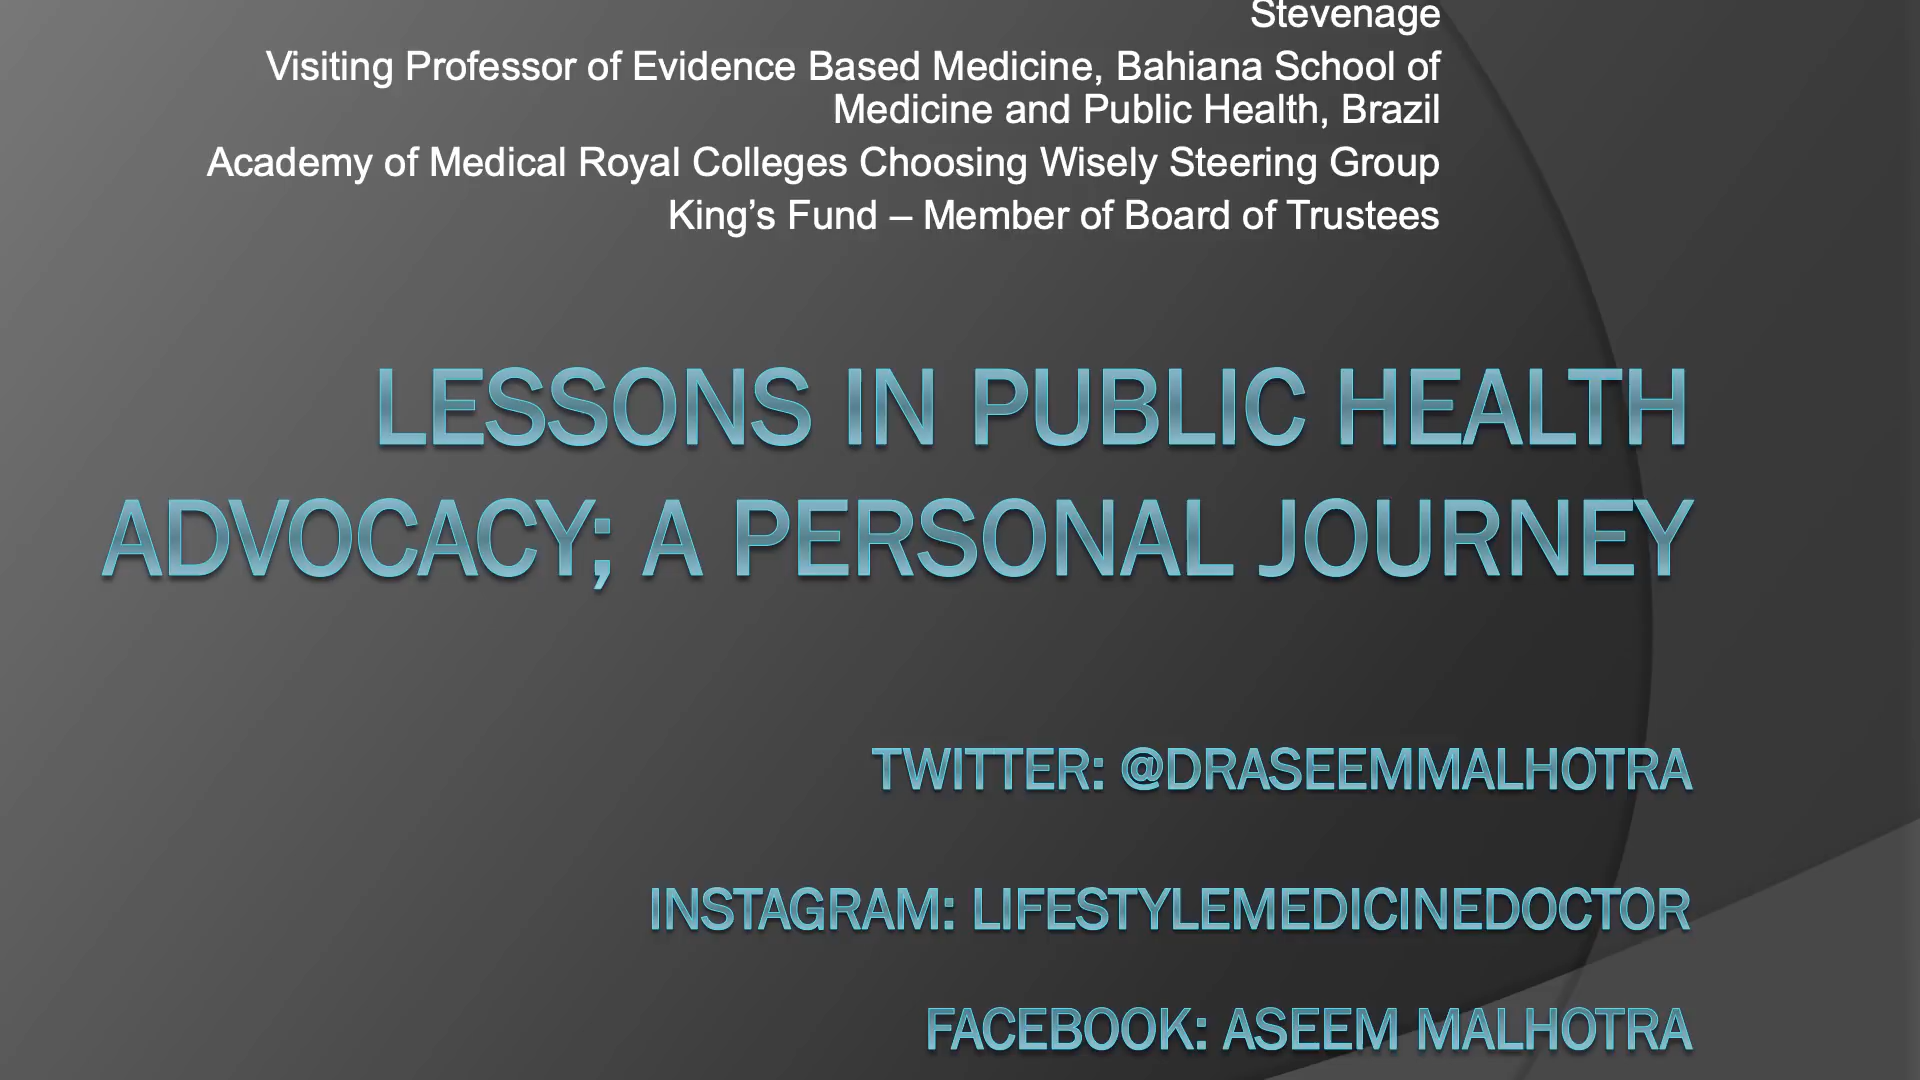 Stevenage
Visiting Professor of Evidence Based Medicine, Bahiana School of
Medicine and Public Health, Brazil
Academy of Medical Royal Colleges Choosing Wisely Steering Group
King’s Fund – Member of Board of Trustees
LESSONS IN PUBLIC HEALTH
ADVOCACY; A PERSONAL JOURNEY
TWITTER: @DRASEEMMALHOTRA
INSTAGRAM: LIFESTYLEMEDICINEDOCTOR
FACEBOOK: ASEEM MALHOTRA